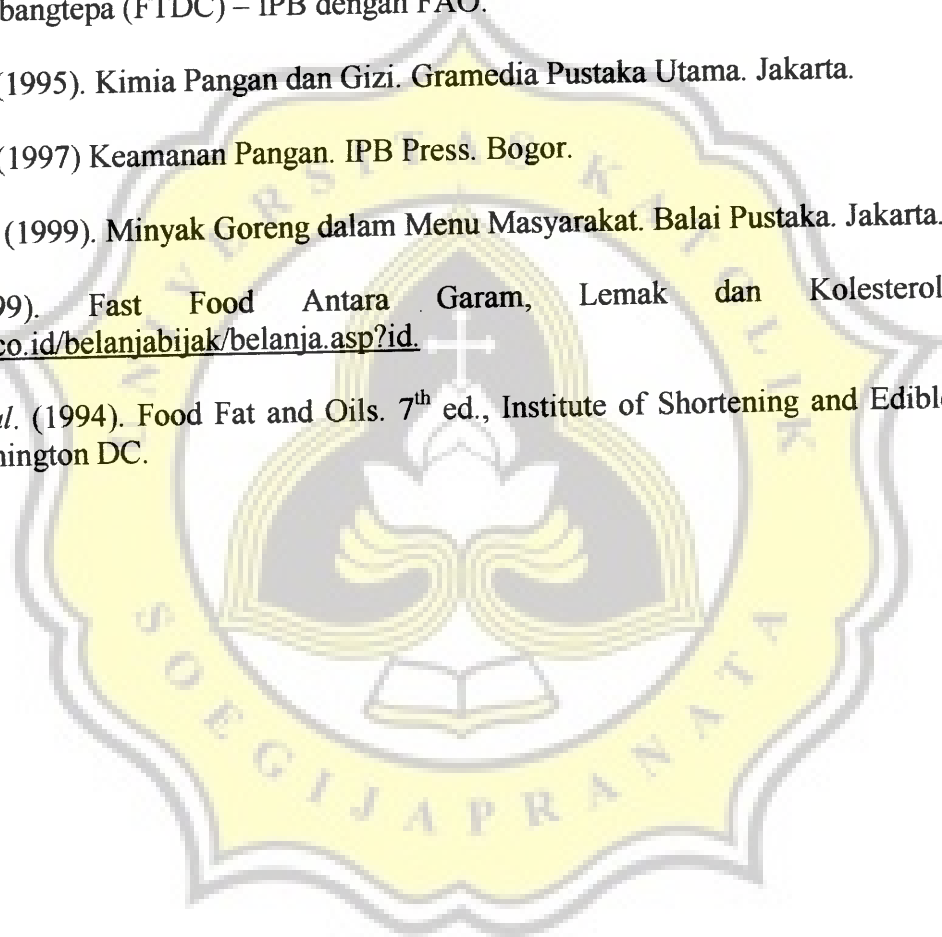 bangtepa (FTDC) – IPB dengan FAO.
(1995). Kimia Pangan dan Gizi. Gramedia Pustaka Utama. Jakarta.
(1997) Keamanan Pangan. IPB Press. Bogor.
(1999). Minyak Goreng dalam Menu Masyarakat. Balai Pustaka. Jakarta.
99). Fast Food Antara Garam, Lemak dan Kolesterol
co.id/belanjabijak/belanja.asp?id.
al. (1994). Food Fat and Oils. 7th ed., Institute of Shortening and Edible
hington DC.
UNIVERSITAS KATOLIK
SOEGIJAPRANATA